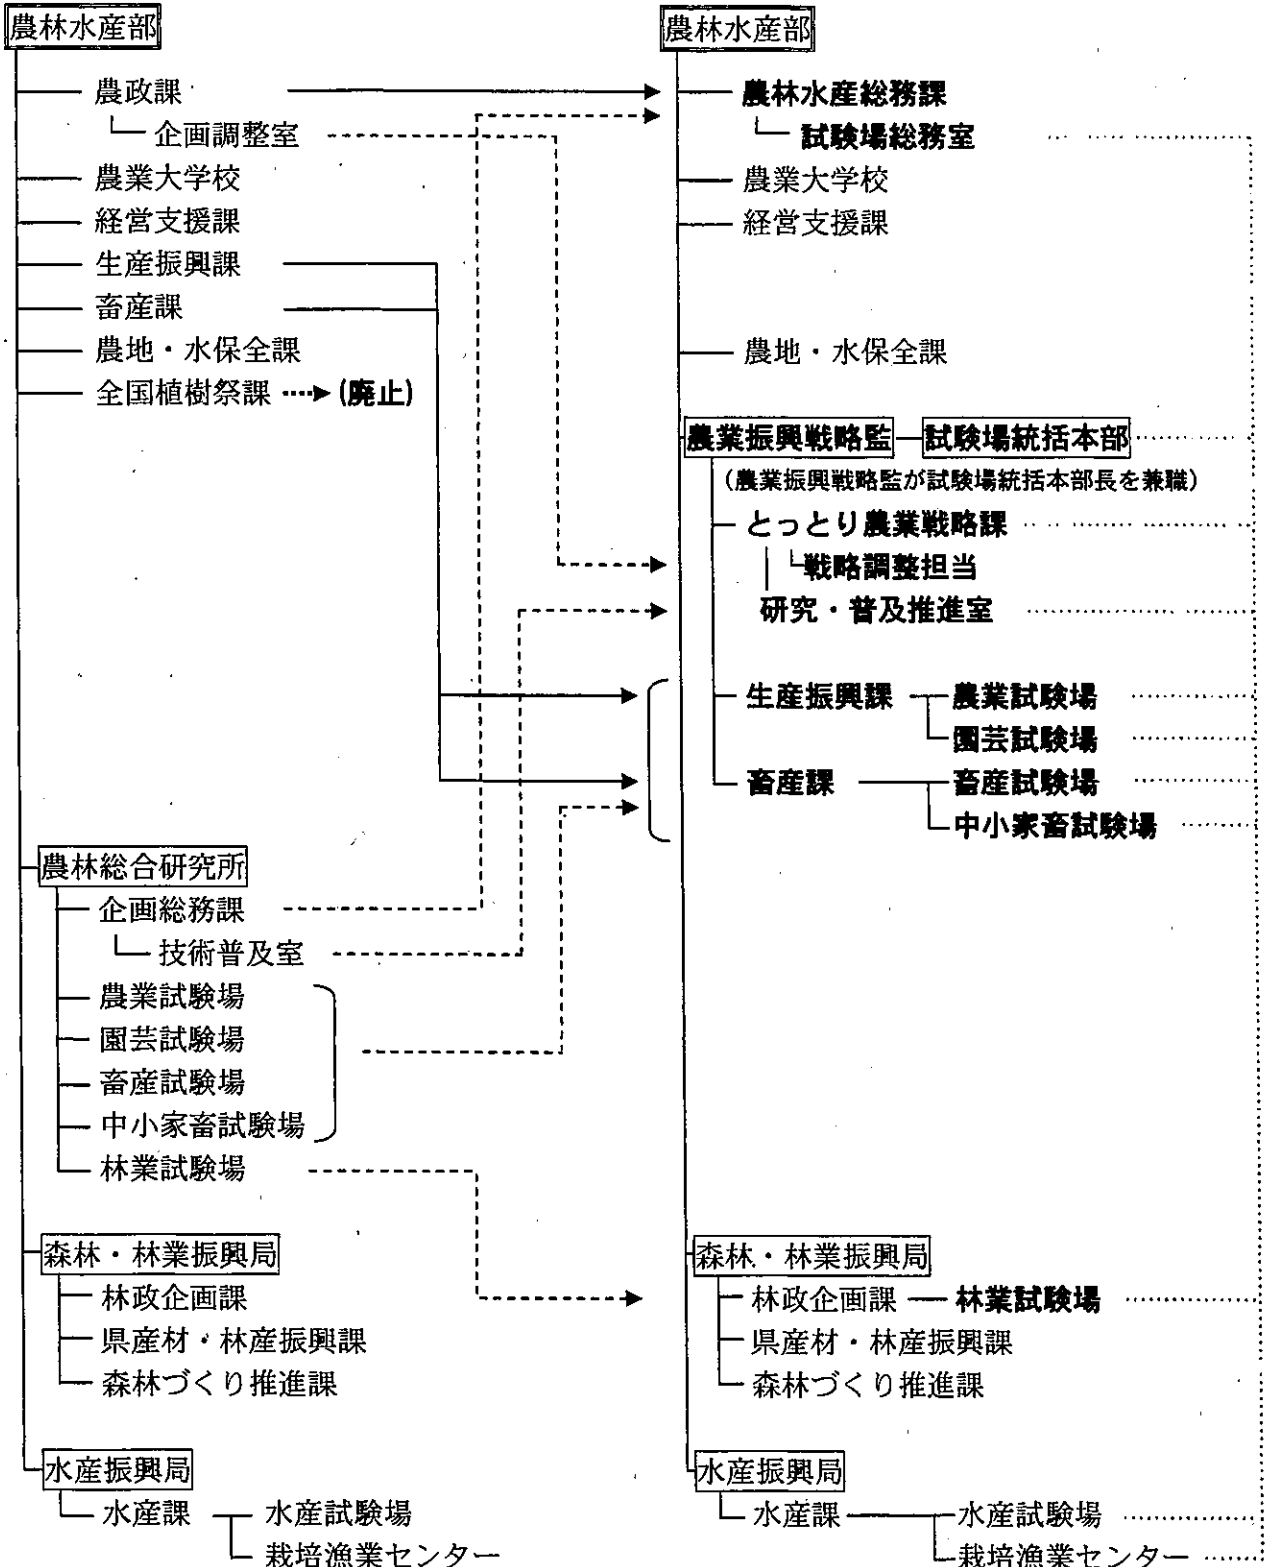 農林水産部
農政課
企画調整室
農業大学校
経営支援課
生産振興課
畜産課
農地・水保全課
全国植樹祭課 (廃止)
農林総合研究所
企画総務課
技術普及室
農業試験場
園芸試験場
畜産試験場
中小家畜試験場
林業試験場
森林・林業振興局
林政企画課
県産材・林産振興課
森林づくり推進課
水産振興局
水産課 水産試験場
栽培漁業センター
農林水産部
農林水産総務課
試験場総務室
農業大学校
経営支援課
農地・水保全課
農業振興戦略監 試験場統括本部
(農業振興戦略監が試験場統括本部長を兼職)
とっとり農業戦略課
戦略調整担当
研究・普及推進室
生産振興課 農業試験場
園芸試験場
畜産課 畜産試験場
中小家畜試験場
森林・林業振興局
林政企画課 林業試験場
県産材・林産振興課
森林づくり推進課
水産振興局
水産課 水産試験場
栽培漁業センター